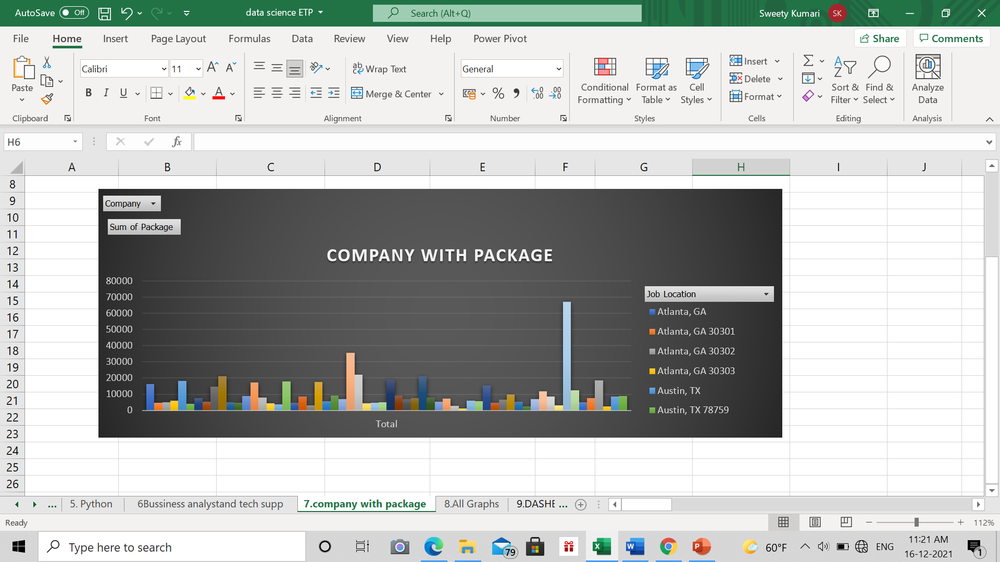 AutoSave Off data science ETP Search (Alt+Q) Sweety Kumari SK
File Home Insert Page Layout Formulas Data Review View Help Power Pivot Share Comments
Paste
Calibri 11
B I U
ab Wrap Text
Merge & Center
General
% .00 .00
Conditional Formatting
Format as Table
Cell Styles
Insert
Delete
Format
Sort & Filter
Find & Select
Analyze Data
Clipboard Font Alignment Number Styles Cells Editing Analysis
H6 fx
A B C D E F G H I J
8
9
10
11
12
13
14
15
16
17
18
19
20
21
22
23
24
25
26
Company
Sum of Package
COMPANY WITH PACKAGE
80000
70000
60000
50000
40000
30000
20000
10000
0
Total
Job Location
Atlanta, GA
Atlanta, GA 30301
Atlanta, GA 30302
Atlanta, GA 30303
Austin, TX
Austin, TX 78759
... 5. Python 6Bussiness analystand tech supp 7.company with package 8.All Graphs 9.DASHE ...
Ready 112%
Type here to search 79 60°F ENG 11:21 AM
16-12-2021 1